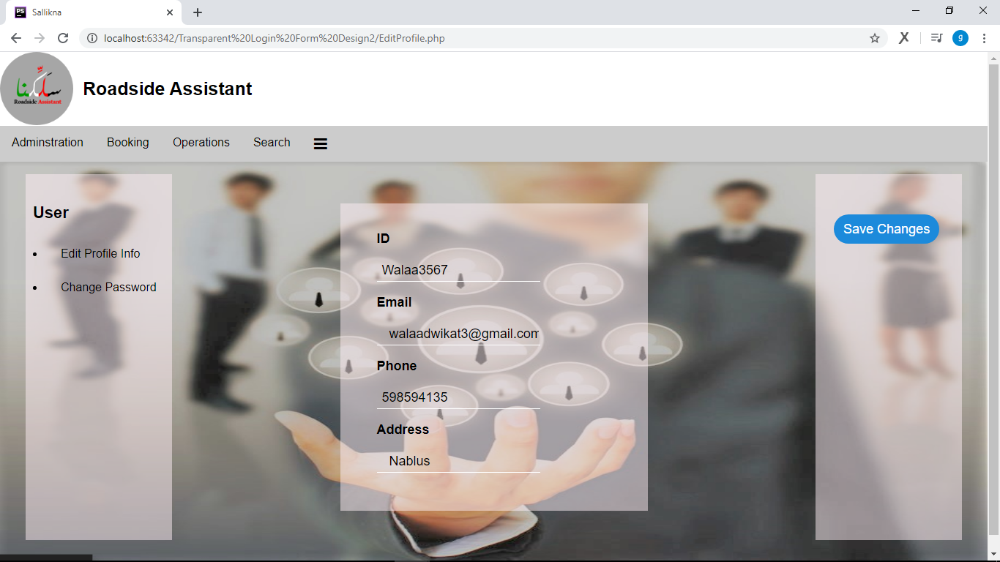 PS
Sallikna
localhost:63342/Transparent%20Login%20Form%20Design2/EditProfile.php
g
سلكنا
Roadside Assistant
Roadside Assistant
Adminstration Booking Operations Search
User
Edit Profile Info
Change Password
ID
Walaa3567
Email
walaadwikat3@gmail.com
Phone
598594135
Address
Nablus
Save Changes